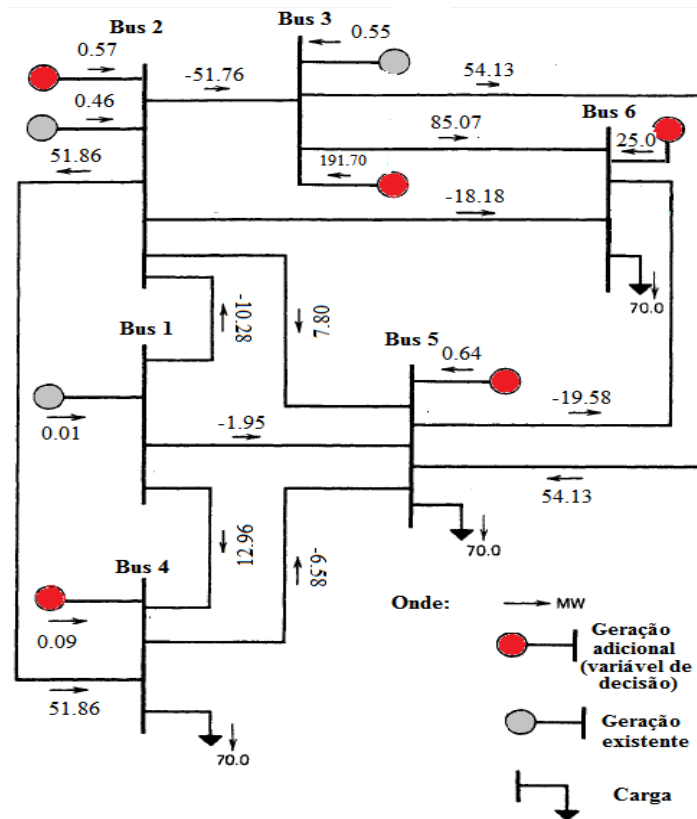 Bus 2
Bus 3
0.57
0.55
-51.76
54.13
0.46
85.07
Bus 6
51.86
191.70
25.0
-18.18
-10.28
7.80
70.0
Bus 1
Bus 5
0.64
-19.58
0.01
-1.95
54.13
12.96
-6.58
70.0
Bus 4
0.09
51.86
70.0
Onde:
MW
Geração
adicional
(variável de
decisão)
Geração
existente
Carga